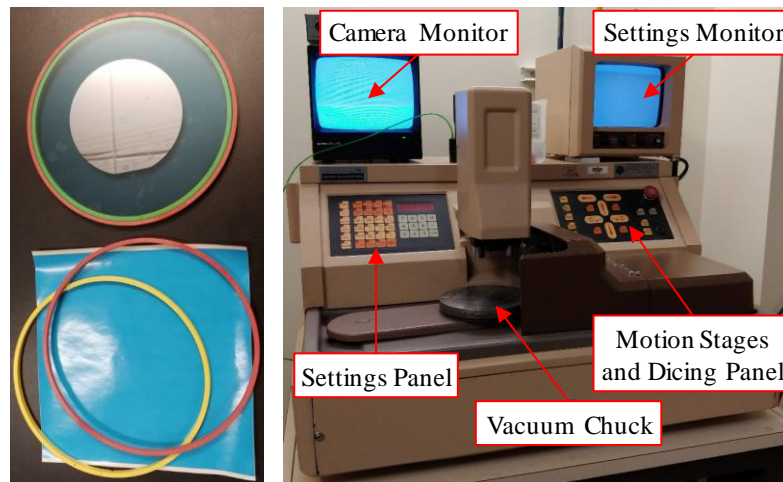 Camera Monitor
Settings Monitor
Settings Panel
Motion Stages
and Dicing Panel
Vacuum Chuck